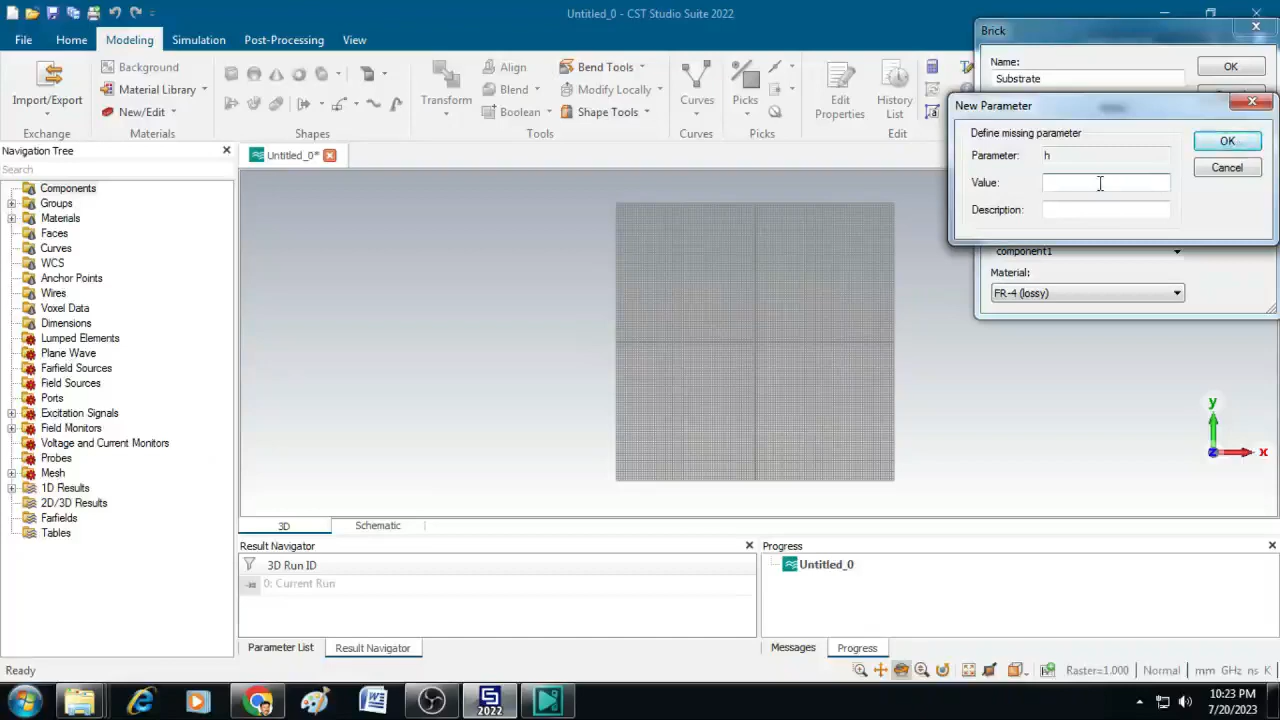 Untitled_0 - CST Studio Suite 2022
File
Home
Modeling
Simulation
Post-Processing
View
Import/Export
Exchange
Background
Material Library
New/Edit
Materials
Shapes
Transform
Align
Blend
Boolean
Bend Tools
Modify Locally
Shape Tools
Tools
Curves
Curves
Picks
Picks
Edit
Properties
History
List
Edit
Brick
Name:
Substrate
OK
New Parameter
Define missing parameter
Parameter:
h
Value:
Description:
OK
Cancel
component1
Material:
FR-4 (lossy)
Navigation Tree
Search
Components
Groups
Materials
Faces
Curves
WCS
Anchor Points
Wires
Voxel Data
Dimensions
Lumped Elements
Plane Wave
Farfield Sources
Field Sources
Ports
Excitation Signals
Field Monitors
Voltage and Current Monitors
Probes
Mesh
1D Results
2D/3D Results
Farfields
Tables
Untitled_0*
y
z
x
3D
Schematic
Result Navigator
3D Run ID
0: Current Run
Parameter List
Result Navigator
Progress
Untitled_0
Messages
Progress
Ready
Raster=1.000
Normal
mm GHz ns K
2022
10:23 PM
7/20/2023